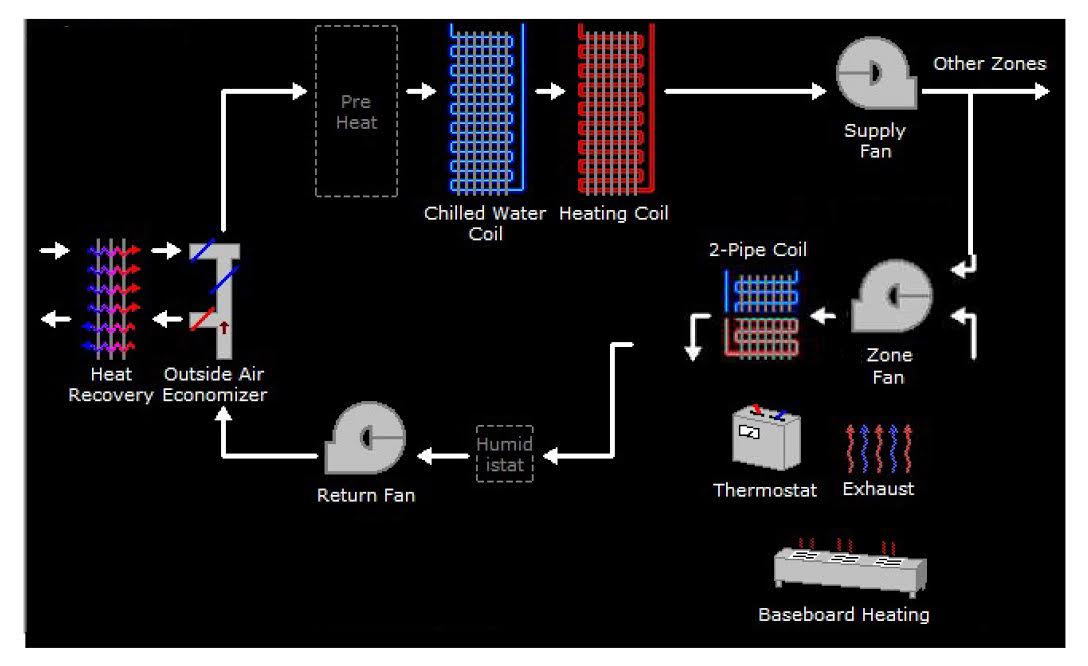 Other Zones
Pre
Heat
Supply
Fan
Chilled Water
Coil
Heating Coil
2-Pipe Coil
Zone
Fan
Heat
Recovery
Outside Air
Economizer
Humid
istat
Return Fan
Thermostat
Exhaust
Baseboard Heating